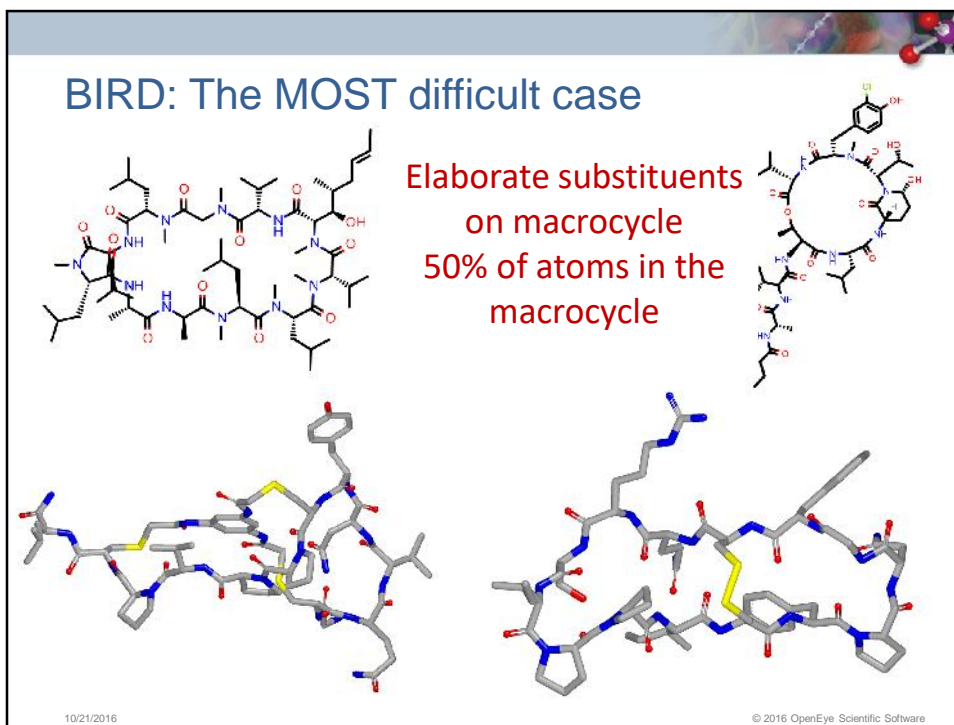 BIRD: The MOST difficult case
Elaborate substituents
on macrocycle
50% of atoms in the
macrocycle
10/21/2016
© 2016 OpenEye Scientific Software